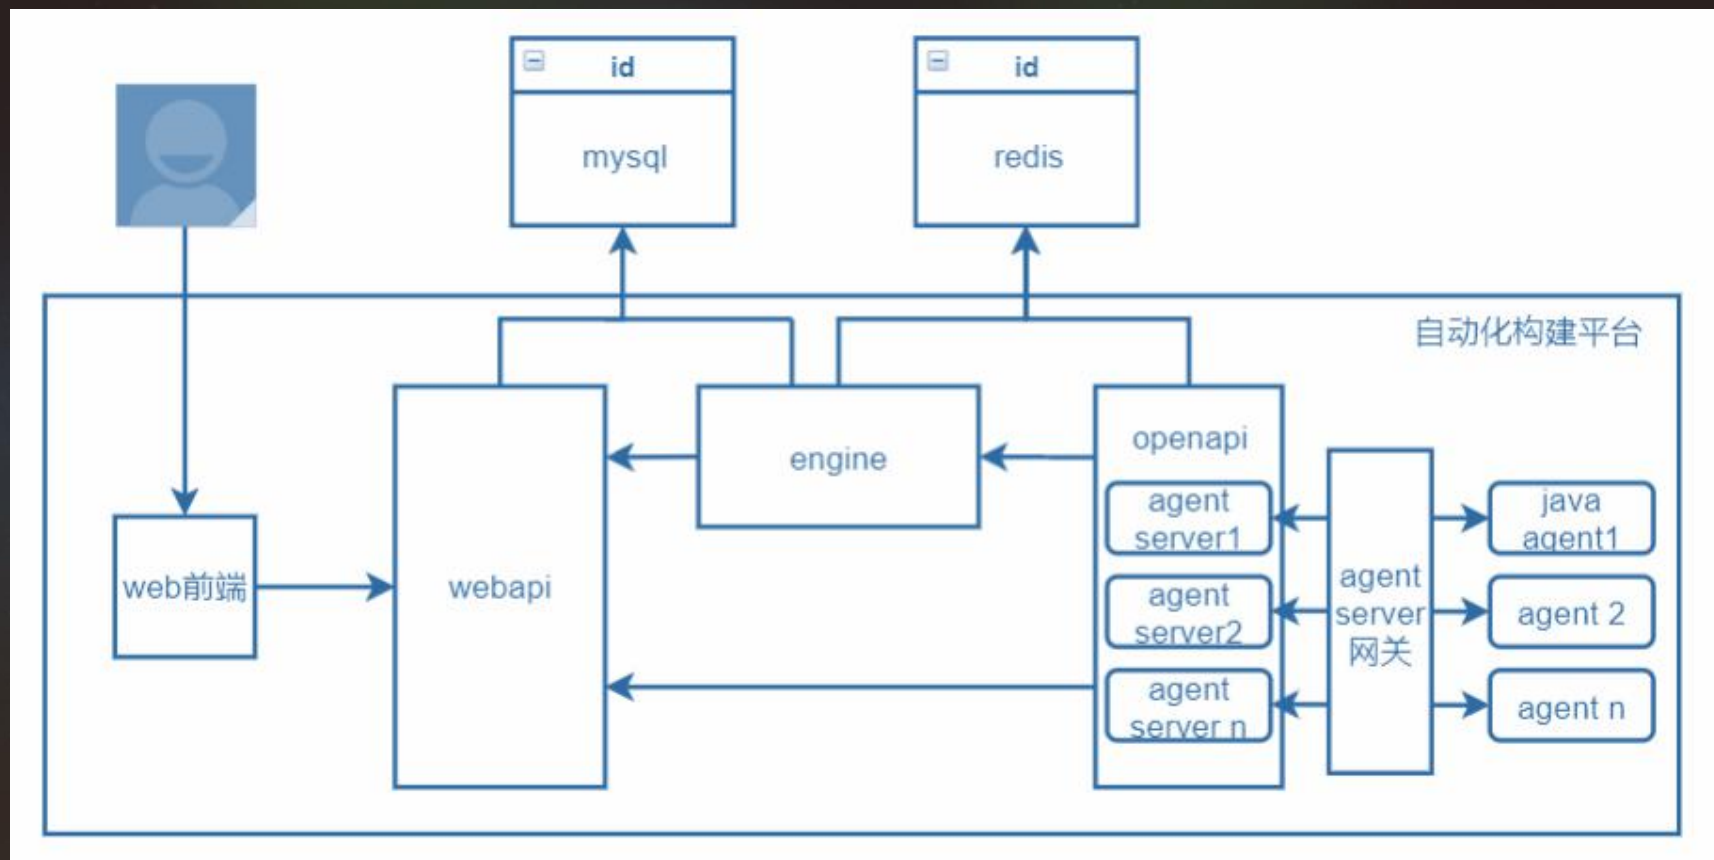 id
mysql
id
redis
自动化构建平台
web前端
webapi
engine
openapi
agent
server1
agent
server2
agent
server n
agent
server
网关
java
agent1
agent 2
agent n